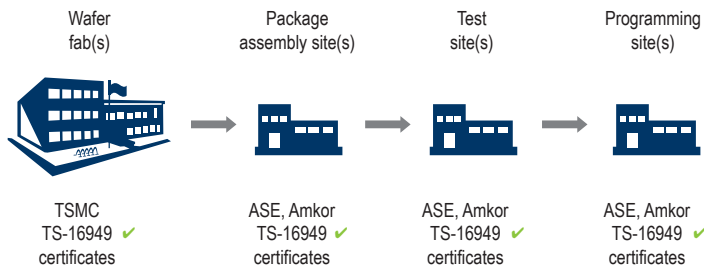 Wafer
fab(s)
Package
assembly site(s)
Test
site(s)
Programming
site(s)
TSMC
TS-16949 ✔
certificates
ASE, Amkor
TS-16949 ✔
certificates
ASE, Amkor
TS-16949 ✔
certificates
ASE, Amkor
TS-16949 ✔
certificates